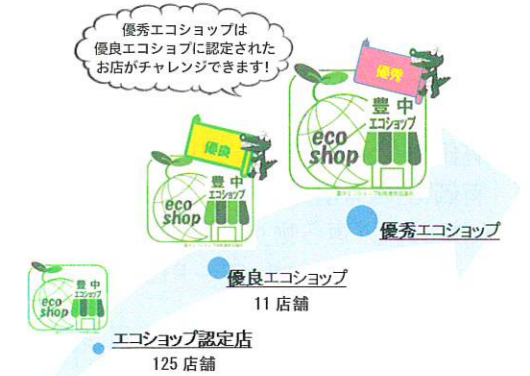 優秀エコショップは
優良エコショプに認定された
お店がチャレンジできます!
優秀
豊中
エコショップ
eco
shop
優良
豊中
エコショップ
eco
shop
優秀エコショップ
優良エコショップ
11 店舗
豊中
エコショップ
eco
shop
エコショップ認定店
125 店舗